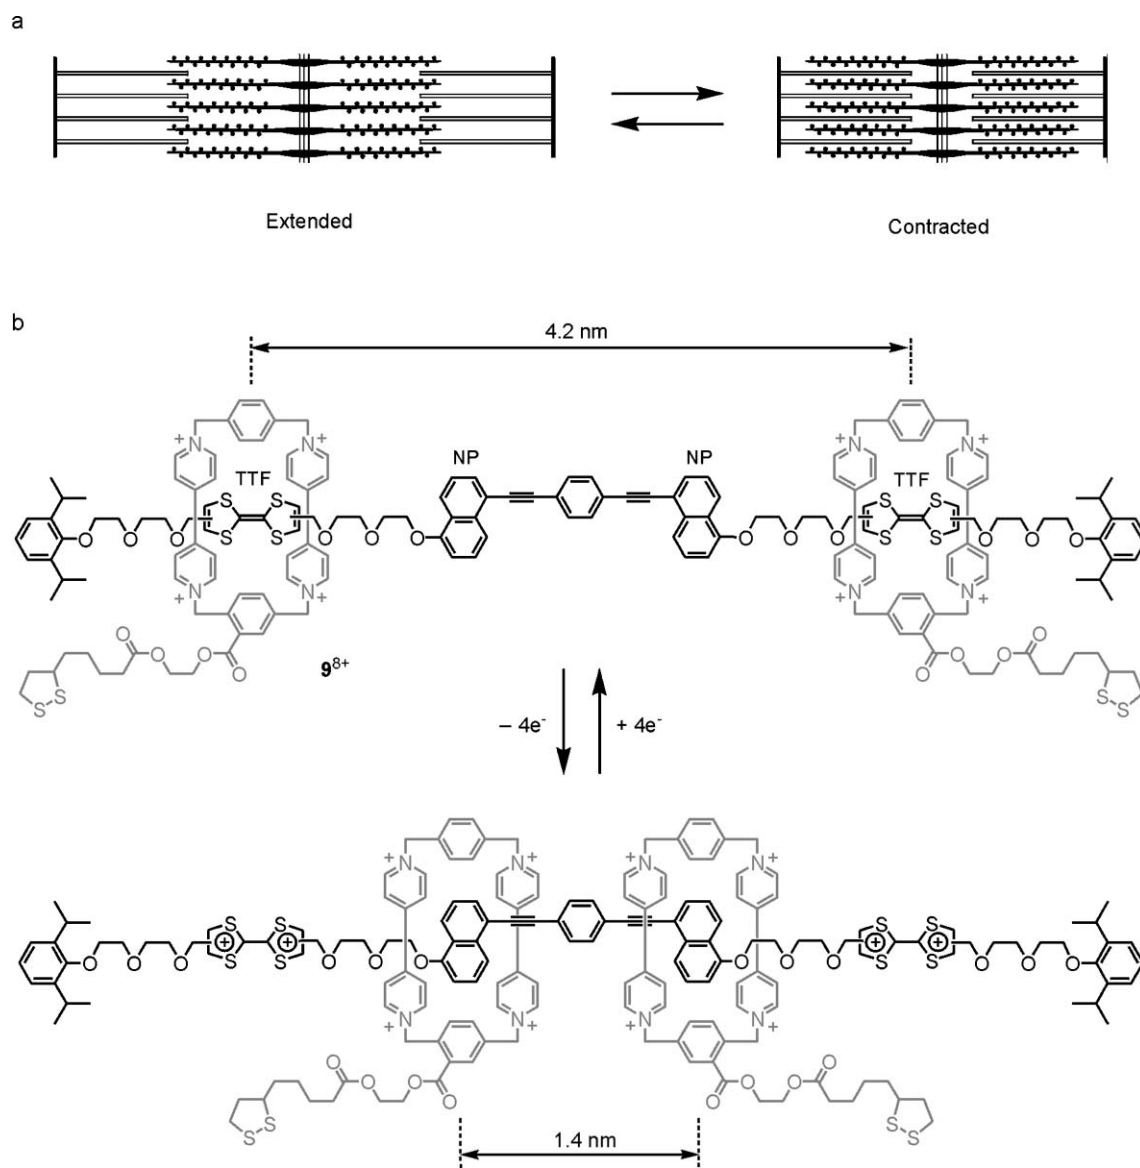 a
Extended
Contracted
b
4.2 nm
NP NP
TTF TTF
+ N N + + N N +
S S S S
S S S S
O O O O O O O O O O O O
+ N N + + N N +
O O O O
O O O O
S S 9⁸⁺ S S
– 4e⁻ + 4e⁻
+ N N + + N N +
S S S S
+ + + +
S S S S
O O O O O O O O O O O O
+ N N + + N N +
O O O O
O O O O
S S S S
1.4 nm